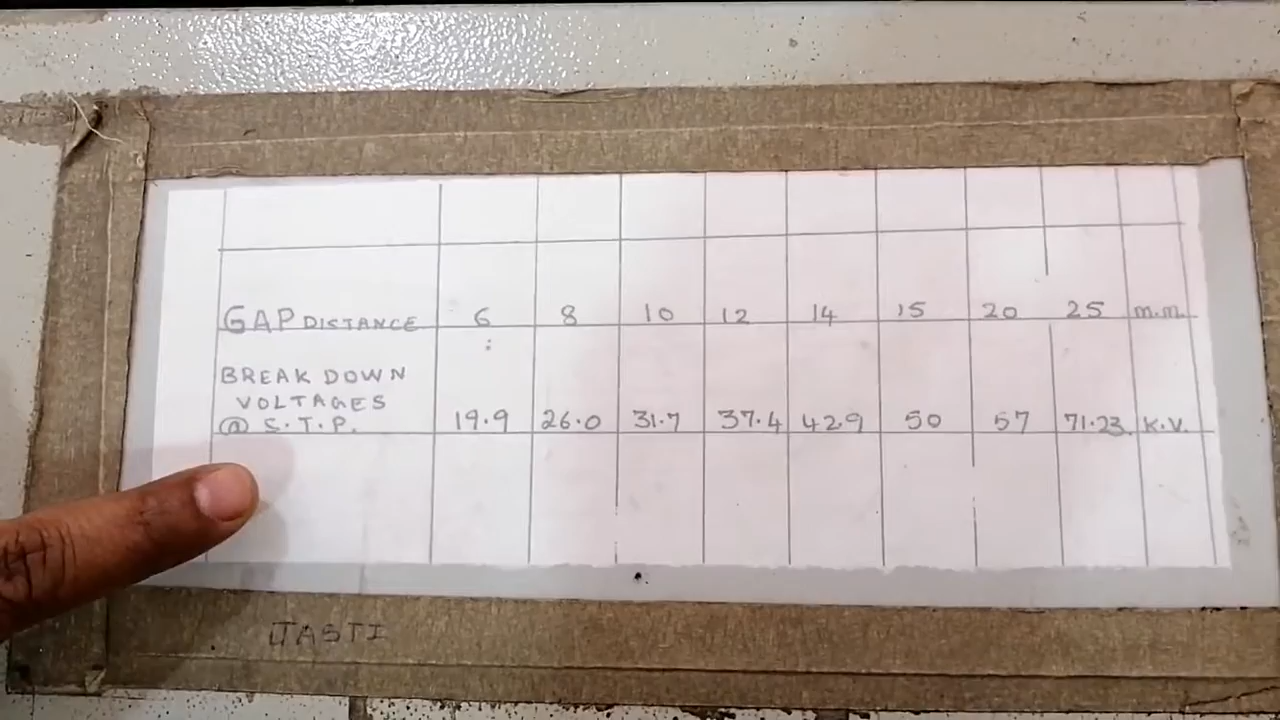 GAP DISTANCE 6 8 10 12 14 15 20 25 m.m.
BREAK DOWN
VOLTAGES
@ S.T.P. 19.9 26.0 31.7 37.4 42.9 50 57 71.23 K.V.